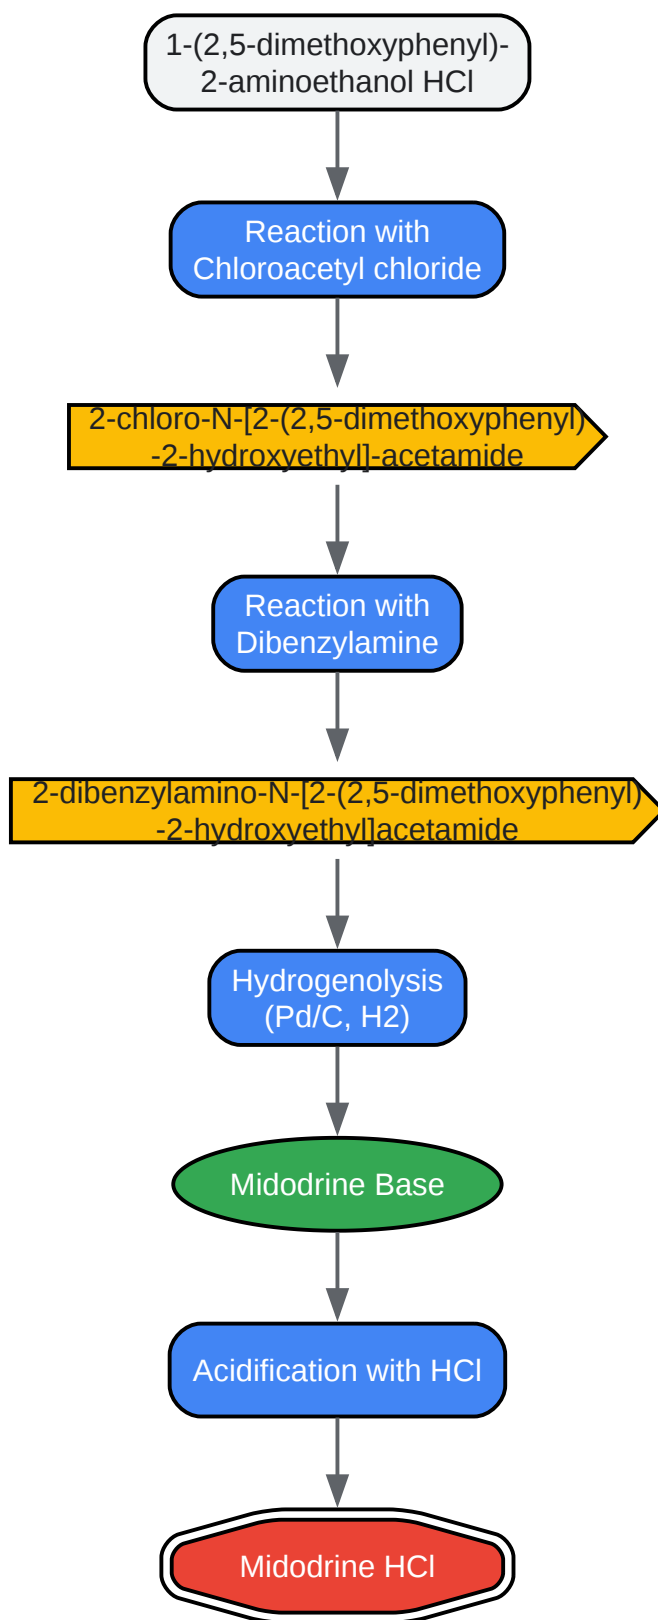 1-(2,5-dimethoxyphenyl)-
2-aminoethanol HCl
Reaction with
Chloroacetyl chloride
2-chloro-N-[2-(2,5-dimethoxyphenyl)
-2-hydroxyethyl]-acetamide
Reaction with
Dibenzylamine
2-dibenzylamino-N-[2-(2,5-dimethoxyphenyl)
-2-hydroxyethyl]acetamide
Hydrogenolysis
(Pd/C, H2)
Midodrine Base
Acidification with HCl
Midodrine HCl